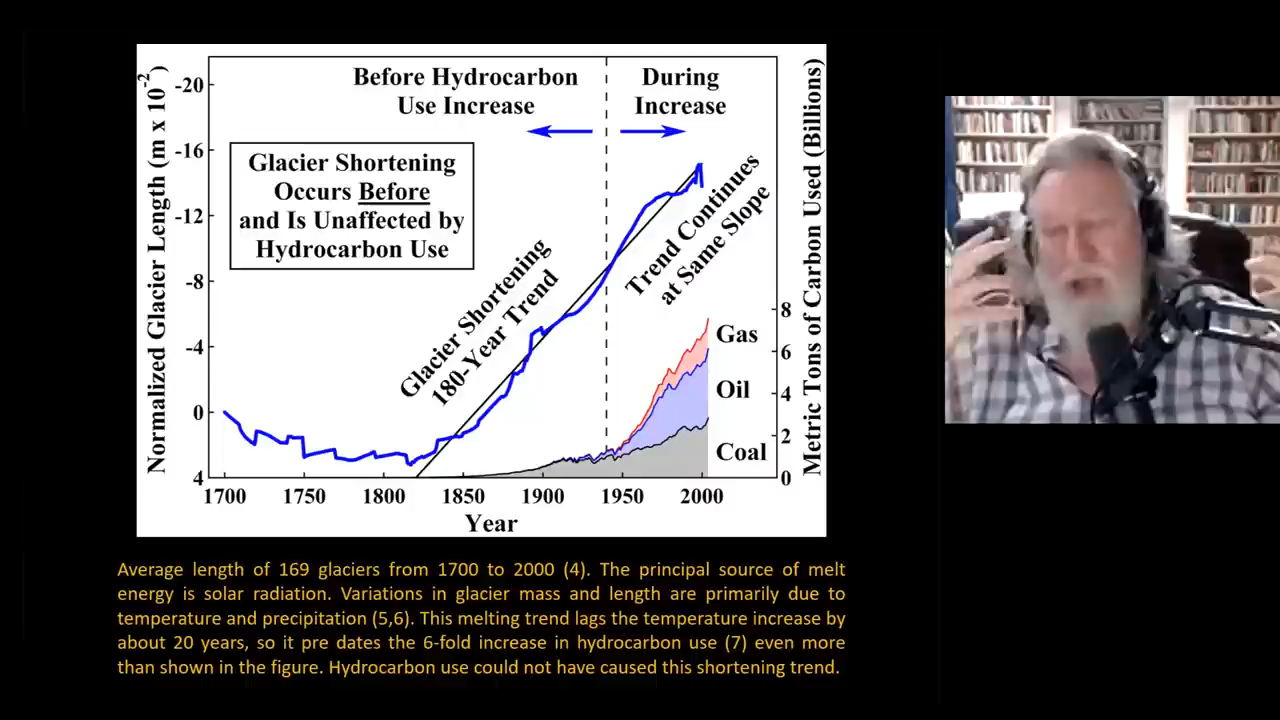 Before Hydrocarbon
Use Increase
During
Increase
Glacier Shortening
Occurs Before
and Is Unaffected by
Hydrocarbon Use
Glacier Shortening
180-Year Trend
Trend Continues
at Same Slope
Gas
Oil
Coal
Normalized Glacier Length (m x 10⁻²)
-20
-16
-12
-8
-4
0
4
Metric Tons of Carbon Used (Billions)
8
6
4
2
0
1700 1750 1800 1850 1900 1950 2000
Year
Average length of 169 glaciers from 1700 to 2000 (4). The principal source of melt
energy is solar radiation. Variations in glacier mass and length are primarily due to
temperature and precipitation (5,6). This melting trend lags the temperature increase by
about 20 years, so it pre dates the 6-fold increase in hydrocarbon use (7) even more
than shown in the figure. Hydrocarbon use could not have caused this shortening trend.